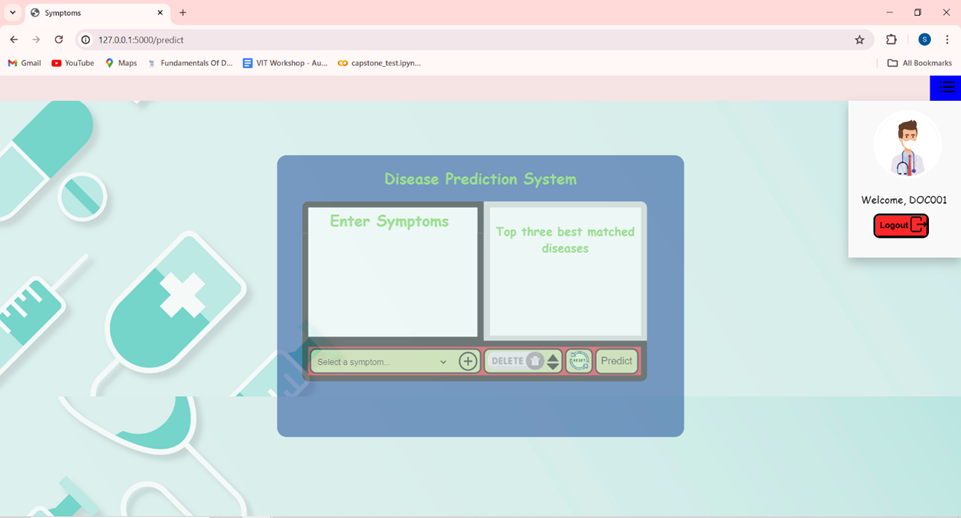 Symptoms
127.0.0.1:5000/predict
S
Gmail
YouTube
Maps
Fundamentals Of D...
VIT Workshop - Au...
capstone_test.ipyn...
All Bookmarks
Disease Prediction System
Enter Symptoms
Top three best matched
diseases
Welcome, DOC001
Logout
Select a symptom...
DELETE
RESET
Predict